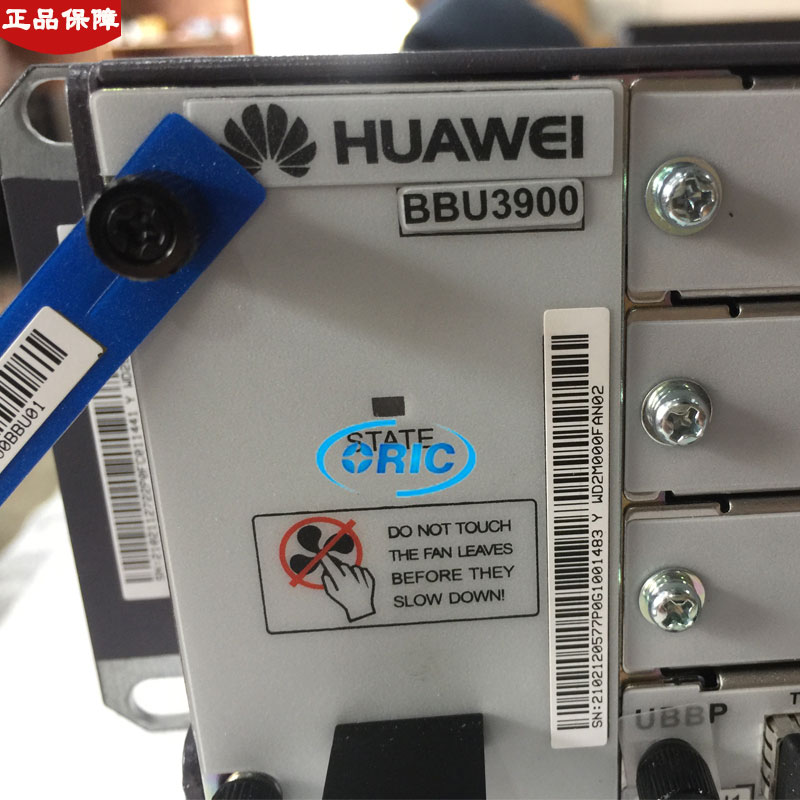 正品保障
HUAWEI
BBU3900
STATE
ORIC
DO NOT TOUCH
THE FAN LEAVES
BEFORE THEY
SLOW DOWN!
SN:2102120577P0G1001483 Y WD2M000FAN02
0BBU01
UBBP